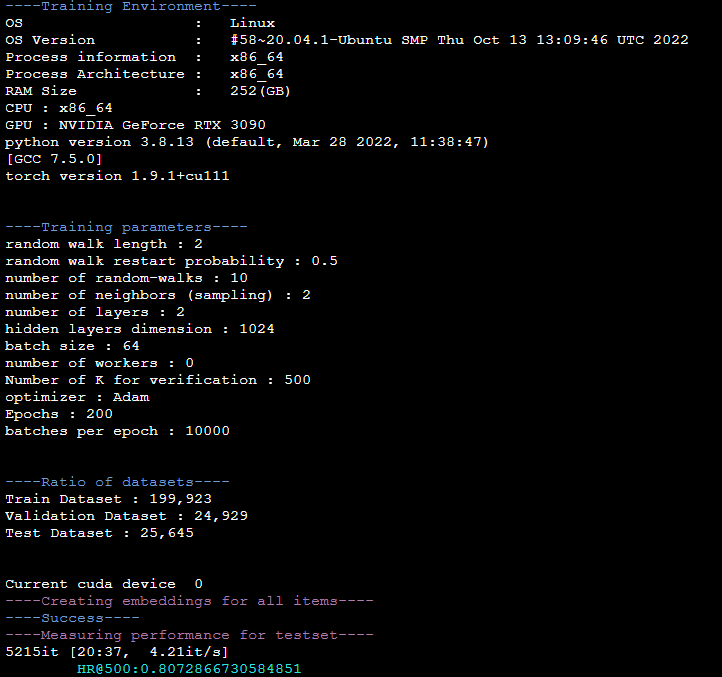 ----Training Environment----
OS                    :   Linux
OS Version            :   #58~20.04.1-Ubuntu SMP Thu Oct 13 13:09:46 UTC 2022
Process information  :   x86_64
Process Architecture :   x86_64
RAM Size              :   252(GB)
CPU : x86_64
GPU : NVIDIA GeForce RTX 3090
python version 3.8.13 (default, Mar 28 2022, 11:38:47)
[GCC 7.5.0]
torch version 1.9.1+cu111
----Training parameters----
random walk length : 2
random walk restart probability : 0.5
number of random-walks : 10
number of neighbors (sampling) : 2
number of layers : 2
hidden layers dimension : 1024
batch size : 64
number of workers : 0
Number of K for verification : 500
optimizer : Adam
Epochs : 200
batches per epoch : 10000
----Ratio of datasets----
Train Dataset : 199,923
Validation Dataset : 24,929
Test Dataset : 25,645
Current cuda device  0
----Creating embeddings for all items----
----Success----
----Measuring performance for testset----
5215it [20:37,  4.21it/s]
HR@500:0.8072866730584851